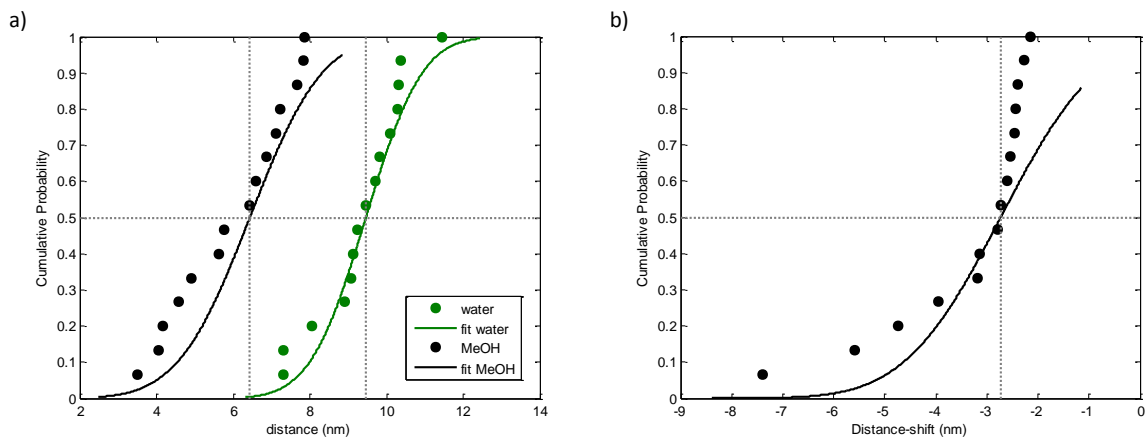 a)
1
0.9
0.8
0.7
0.6
0.5
0.4
0.3
0.2
0.1
0
Cumulative Probability
2 4 6 8 10 12 14
distance (nm)
water
fit water
MeOH
fit MeOH
b)
1
0.9
0.8
0.7
0.6
0.5
0.4
0.3
0.2
0.1
0
Cumulative Probability
-9 -8 -7 -6 -5 -4 -3 -2 -1 0
Distance-shift (nm)